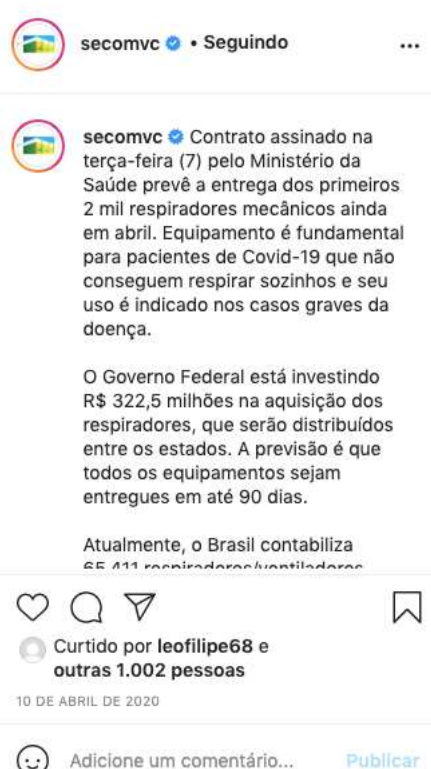 secomvc • Seguindo
secomvc Contrato assinado na
terça-feira (7) pelo Ministério da
Saúde prevê a entrega dos primeiros
2 mil respiradores mecânicos ainda
em abril. Equipamento é fundamental
para pacientes de Covid-19 que não
conseguem respirar sozinhos e seu
uso é indicado nos casos graves da
doença.
O Governo Federal está investindo
R$ 322,5 milhões na aquisição dos
respiradores, que serão distribuídos
entre os estados. A previsão é que
todos os equipamentos sejam
entregues em até 90 dias.
Atualmente, o Brasil contabiliza
65.411 respiradores/ventiladores
Curtido por leofilipe68 e
outras 1.002 pessoas
10 DE ABRIL DE 2020
Adicione um comentário... Publicar